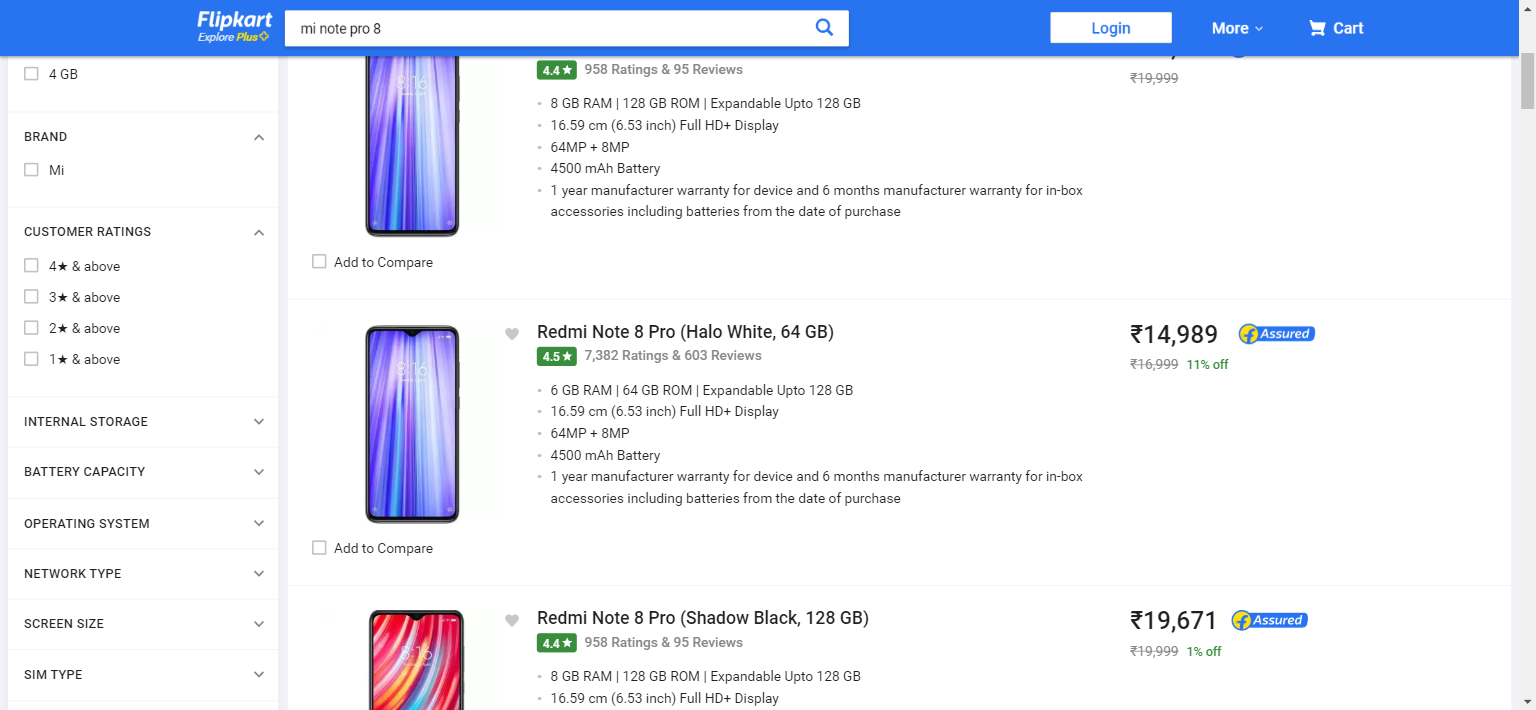 Flipkart
Explore Plus
mi note pro 8
Login
More
Cart
4 GB
BRAND
Mi
CUSTOMER RATINGS
4★ & above
3★ & above
2★ & above
1★ & above
INTERNAL STORAGE
BATTERY CAPACITY
OPERATING SYSTEM
NETWORK TYPE
SCREEN SIZE
SIM TYPE
8:16
4.4★ 958 Ratings & 95 Reviews
8 GB RAM | 128 GB ROM | Expandable Upto 128 GB
16.59 cm (6.53 inch) Full HD+ Display
64MP + 8MP
4500 mAh Battery
1 year manufacturer warranty for device and 6 months manufacturer warranty for in-box
accessories including batteries from the date of purchase
₹19,999
Add to Compare
8:16
Redmi Note 8 Pro (Halo White, 64 GB)
4.5★ 7,382 Ratings & 603 Reviews
6 GB RAM | 64 GB ROM | Expandable Upto 128 GB
16.59 cm (6.53 inch) Full HD+ Display
64MP + 8MP
4500 mAh Battery
1 year manufacturer warranty for device and 6 months manufacturer warranty for in-box
accessories including batteries from the date of purchase
₹14,989 Assured
₹16,999 11% off
Add to Compare
8:16
Redmi Note 8 Pro (Shadow Black, 128 GB)
4.4★ 958 Ratings & 95 Reviews
8 GB RAM | 128 GB ROM | Expandable Upto 128 GB
16.59 cm (6.53 inch) Full HD+ Display
₹19,671 Assured
₹19,999 1% off